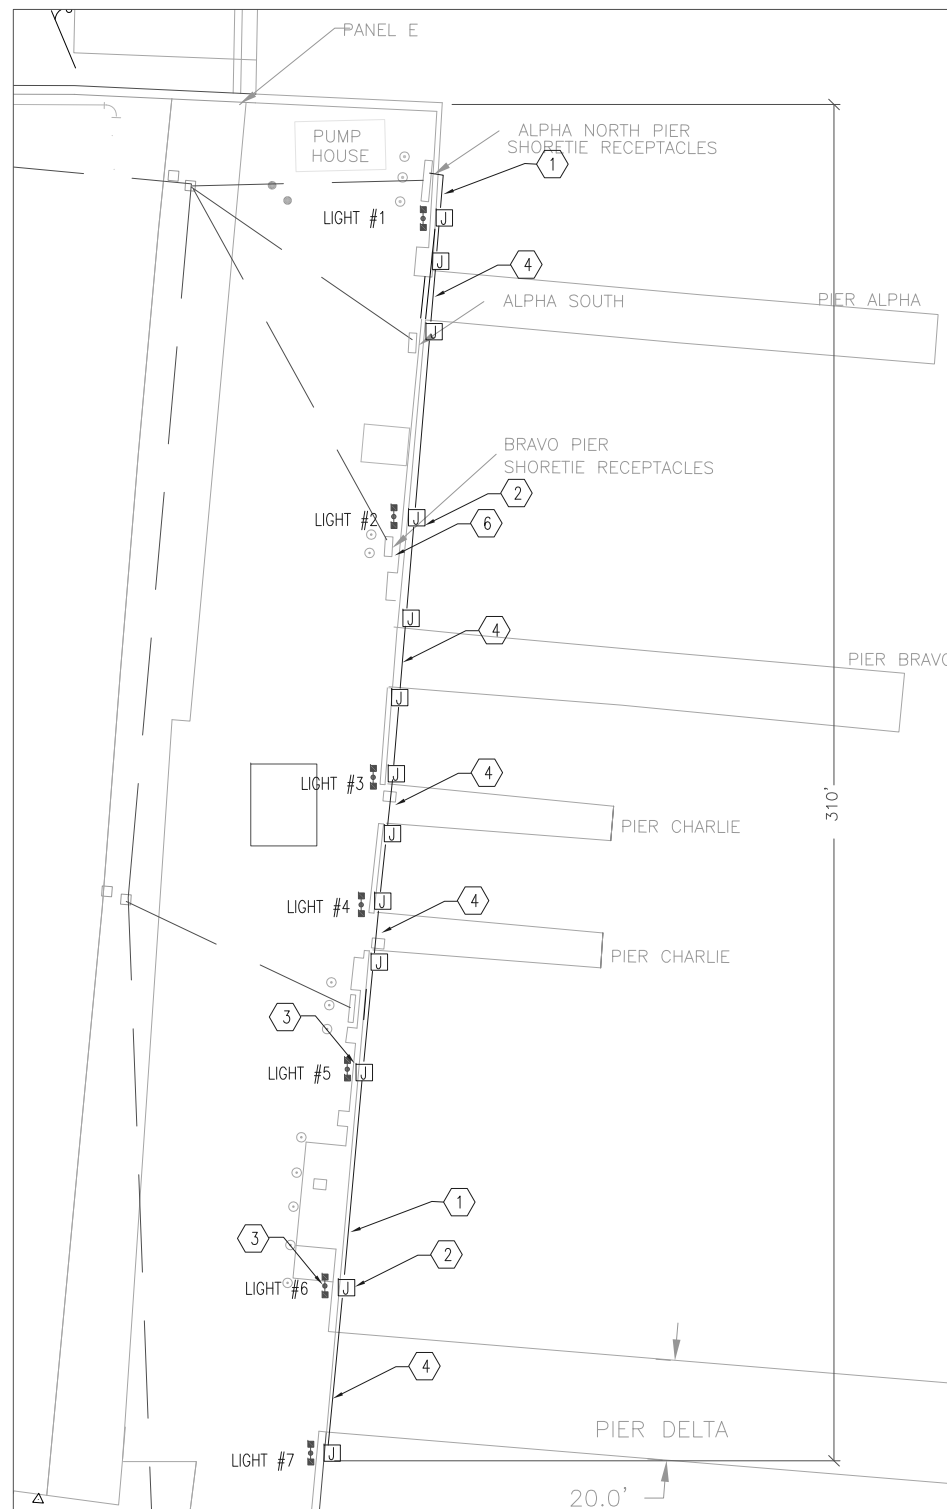 PANEL E
PUMP
HOUSE
ALPHA NORTH PIER
SHORETIE RECEPTACLES
1
LIGHT #1
J
J
4
PIER ALPHA
ALPHA SOUTH
J
BRAVO PIER
SHORETIE RECEPTACLES
2
LIGHT #2
J
6
J
4
PIER BRAVO
J
LIGHT #3
J
4
310'
PIER CHARLIE
J
LIGHT #4
J
4
PIER CHARLIE
J
3
LIGHT #5
J
1
3
2
LIGHT #6
J
4
PIER DELTA
LIGHT #7
J
20.0'